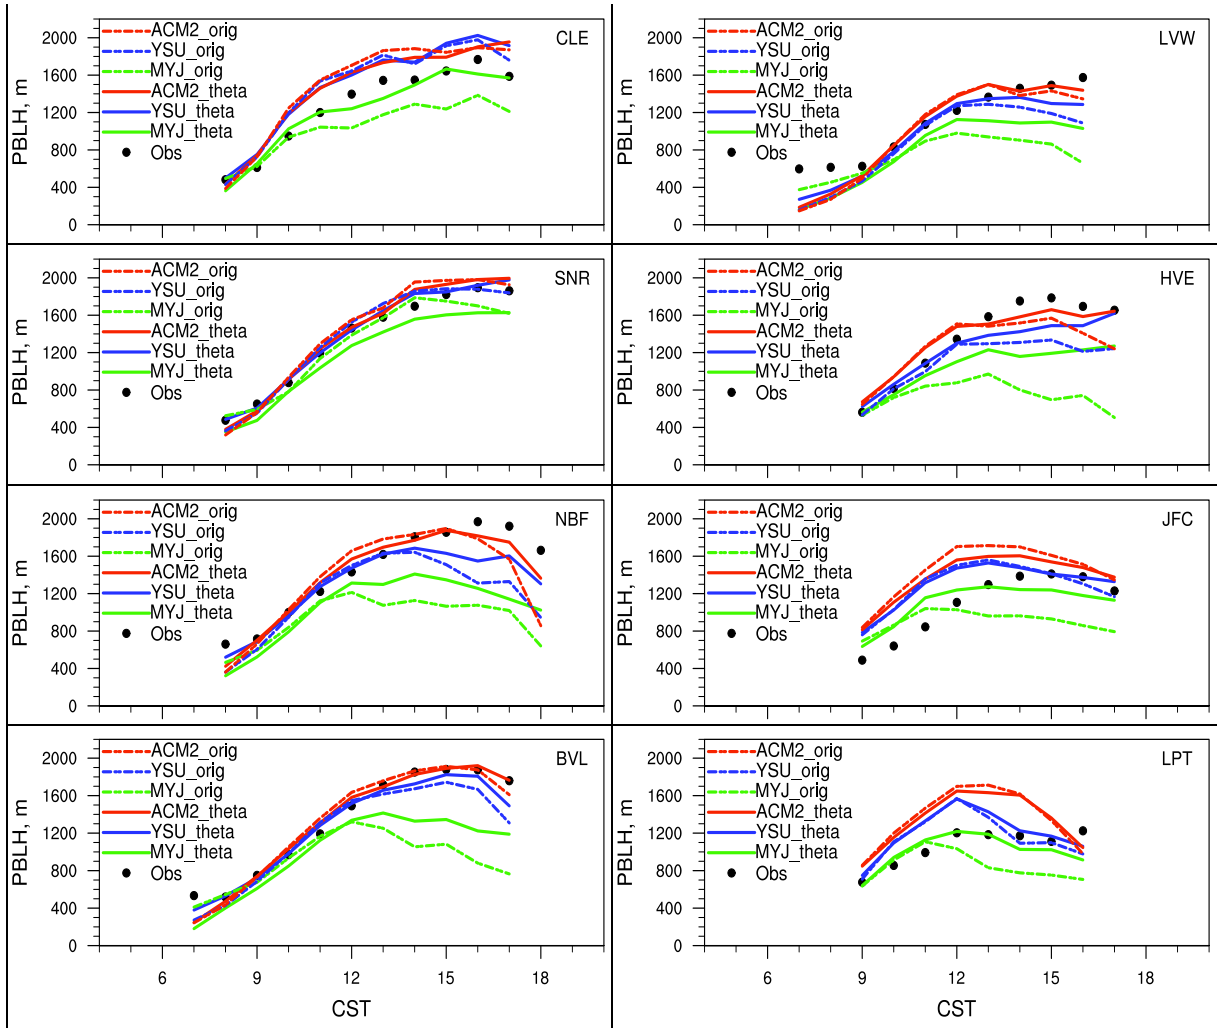 CLE
PBLH, m
2000
1600
1200
800
400
0
ACM2_orig
YSU_orig
MYJ_orig
ACM2_theta
YSU_theta
MYJ_theta
Obs
LVW
PBLH, m
2000
1600
1200
800
400
0
ACM2_orig
YSU_orig
MYJ_orig
ACM2_theta
YSU_theta
MYJ_theta
Obs
SNR
PBLH, m
2000
1600
1200
800
400
0
ACM2_orig
YSU_orig
MYJ_orig
ACM2_theta
YSU_theta
MYJ_theta
Obs
HVE
PBLH, m
2000
1600
1200
800
400
0
ACM2_orig
YSU_orig
MYJ_orig
ACM2_theta
YSU_theta
MYJ_theta
Obs
NBF
PBLH, m
2000
1600
1200
800
400
0
ACM2_orig
YSU_orig
MYJ_orig
ACM2_theta
YSU_theta
MYJ_theta
Obs
JFC
PBLH, m
2000
1600
1200
800
400
0
ACM2_orig
YSU_orig
MYJ_orig
ACM2_theta
YSU_theta
MYJ_theta
Obs
BVL
PBLH, m
2000
1600
1200
800
400
0
ACM2_orig
YSU_orig
MYJ_orig
ACM2_theta
YSU_theta
MYJ_theta
Obs
6 9 12 15 18
CST
LPT
PBLH, m
2000
1600
1200
800
400
0
ACM2_orig
YSU_orig
MYJ_orig
ACM2_theta
YSU_theta
MYJ_theta
Obs
6 9 12 15 18
CST